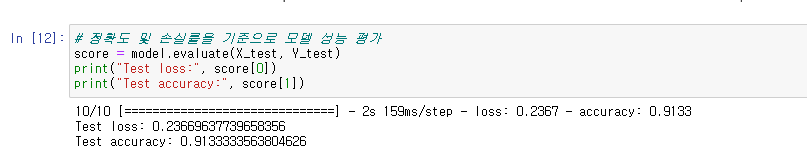 In [12]:
# 정확도 및 손실률을 기준으로 모델 성능 평가
score = model.evaluate(X_test, Y_test)
print("Test loss:", score[0])
print("Test accuracy:", score[1])
10/10 [==============================] - 2s 159ms/step - loss: 0.2367 - accuracy: 0.9133
Test loss: 0.23669637739658356
Test accuracy: 0.9133333563804626